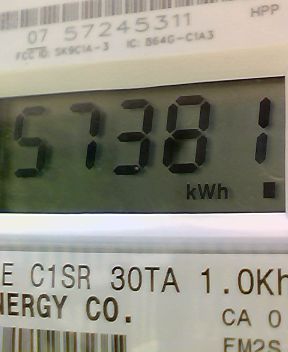 HPP
07 57245311
FCC ID: SK9C1A-3 IC: 864G-C1A3
57381
kWh
E C1SR 30TA 1.0Kh
NERGY CO.
CA 0
FM2S